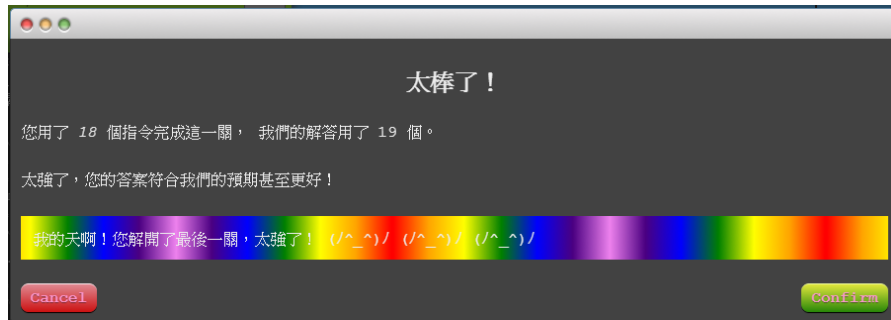 太棒了！
您用了 18 個指令完成這一關， 我們的解答用了 19 個。
太強了，您的答案符合我們的預期甚至更好！
我的天啊！您解開了最後一關，太強了！ (/^_^)/ (/^_^)/ (/^_^)/
Cancel Confirm